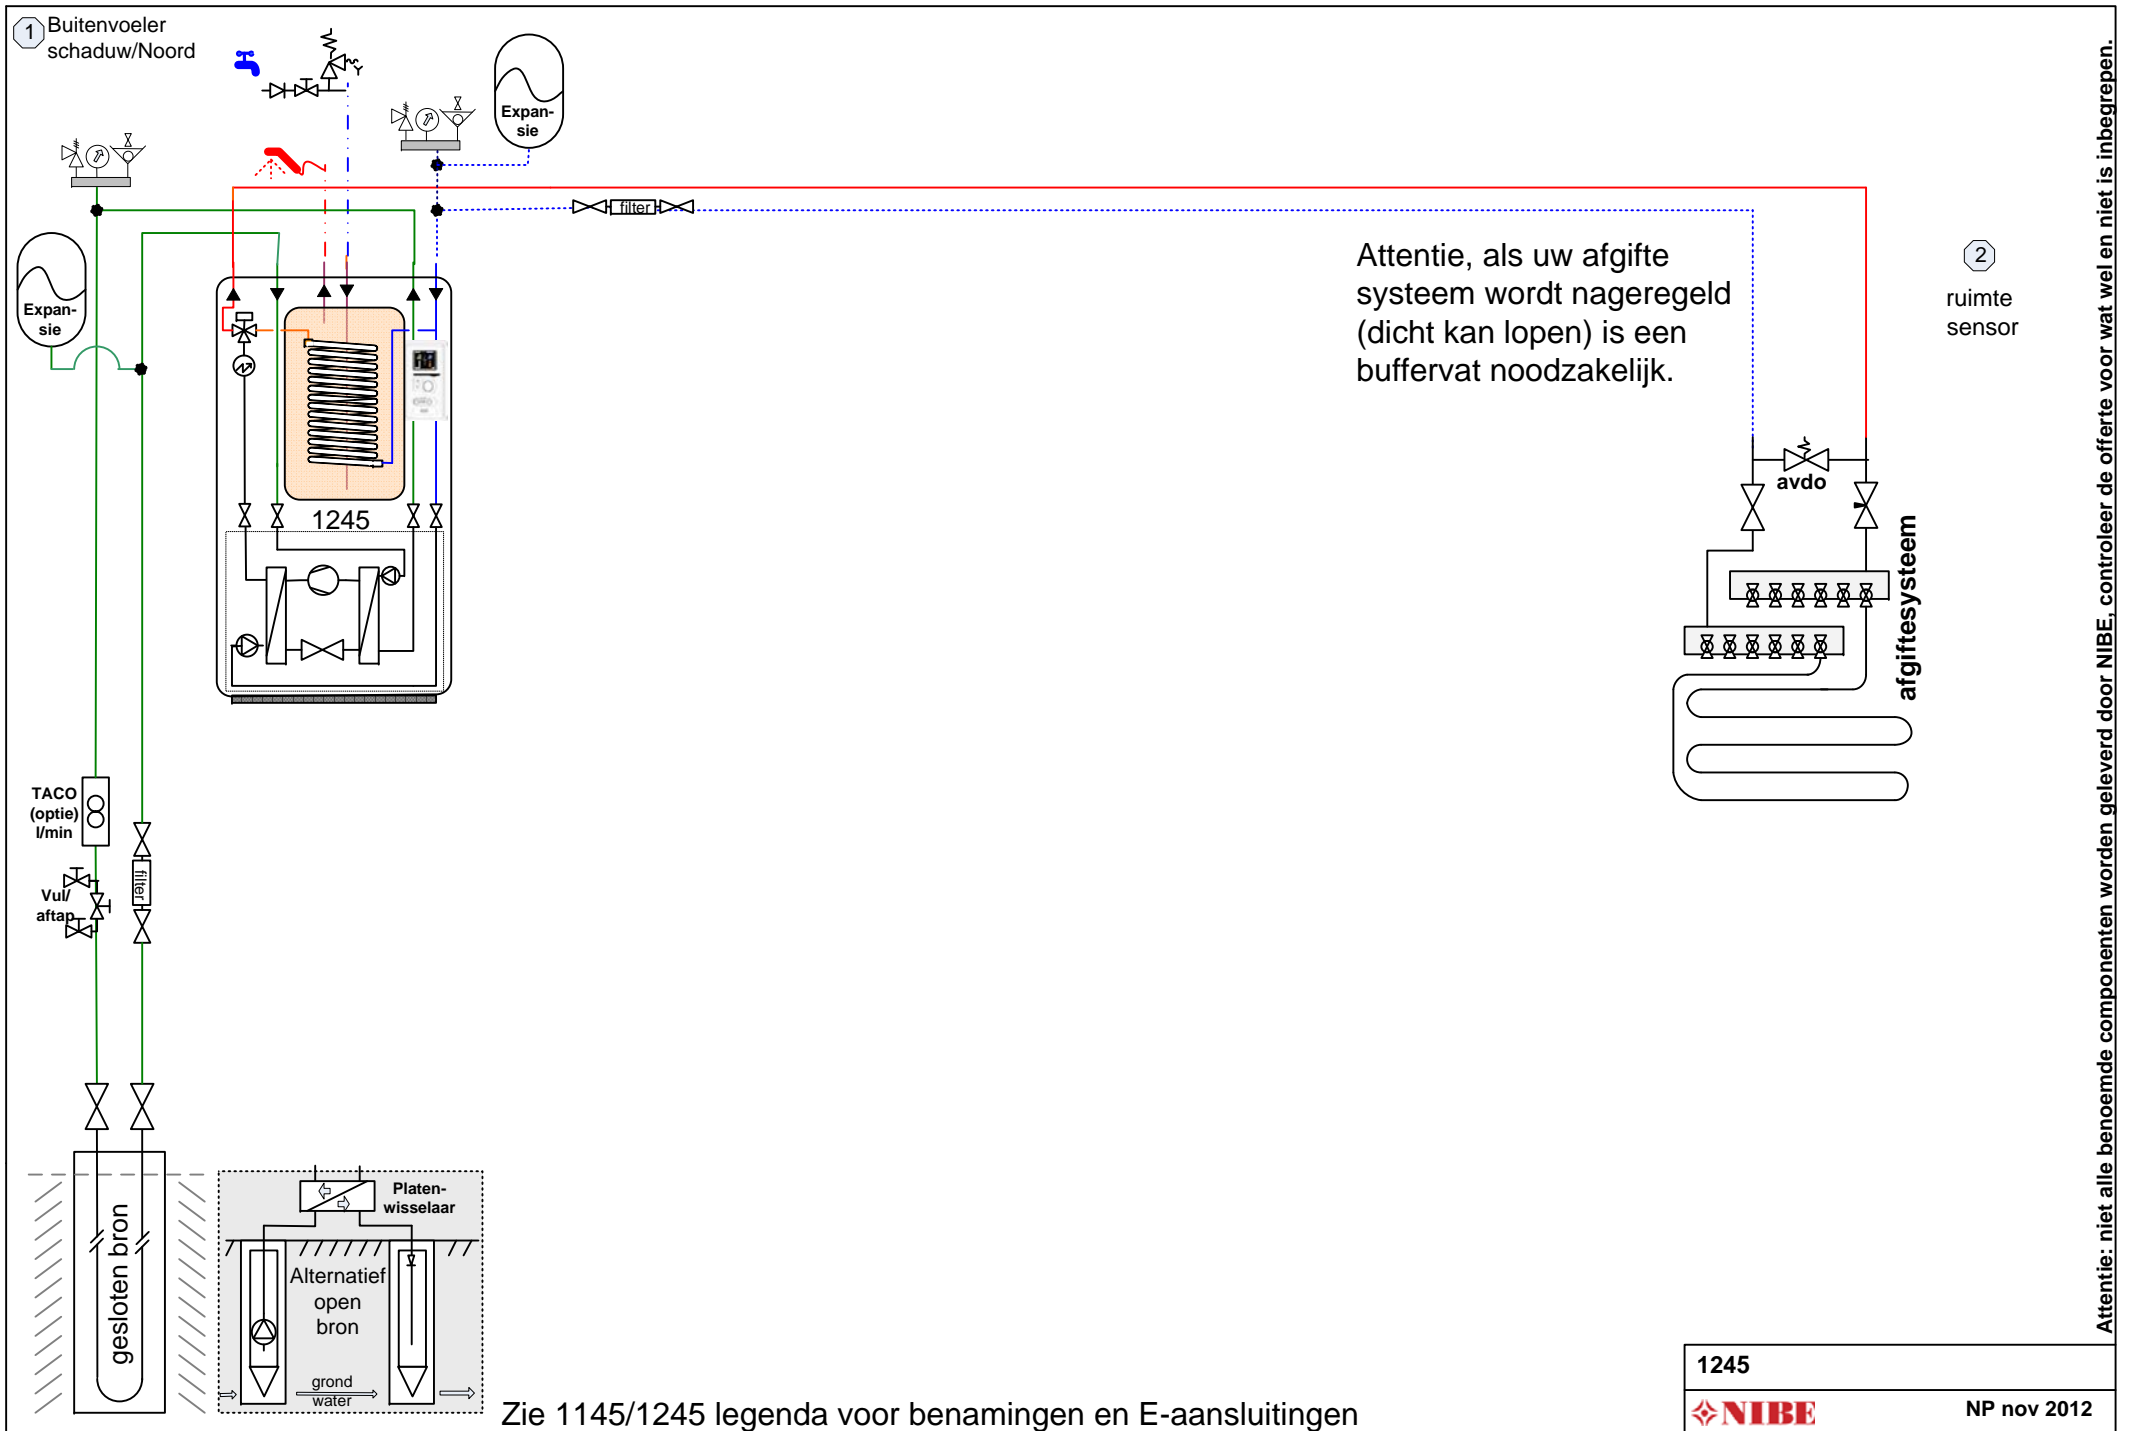 1
Buitenvoeler
schaduw/Noord
Expan-
sie
filter
Expan-
sie
Attentie, als uw afgifte
systeem wordt nageregeld
(dicht kan lopen) is een
buffervat noodzakelijk.
2
ruimte
sensor
avdo
1245
afgiftesysteem
TACO
(optie)
l/min
filter
Vul/
aftap
gesloten bron
Platen-
wisselaar
Alternatief
open
bron
grond
water
Zie 1145/1245 legenda voor benamingen en E-aansluitingen
Attentie: niet alle benoemde componenten worden geleverd door NIBE, controleer de offerte voor wat wel en niet is inbegrepen.
1245
NIBE
NP nov 2012